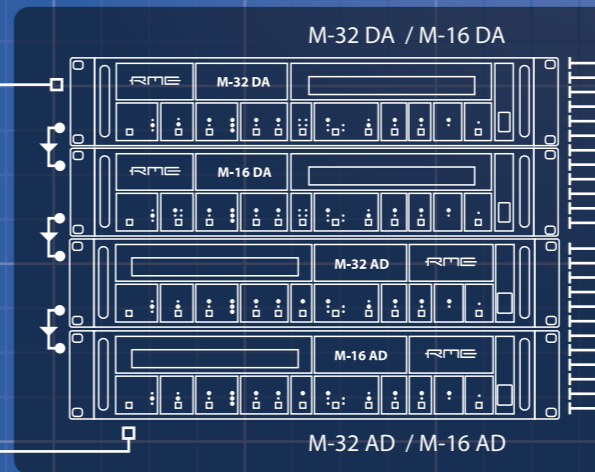 M-32 DA / M-16 DA
RME M-32 DA
RME M-16 DA
M-32 AD RME
M-16 AD RME
M-32 AD / M-16 AD